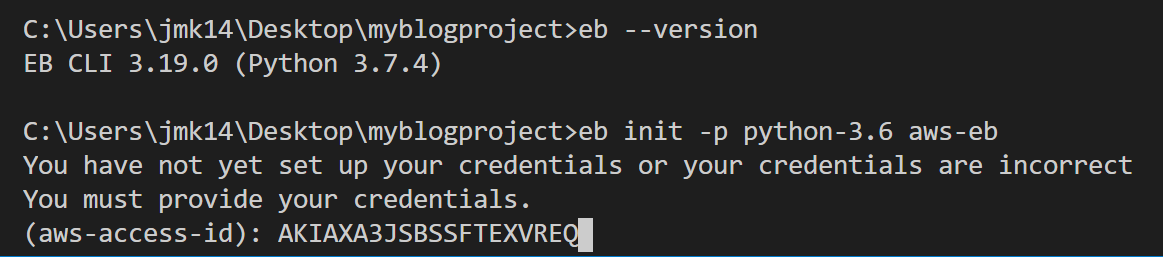 C:\Users\jmk14\Desktop\myblogproject>eb --version
EB CLI 3.19.0 (Python 3.7.4)
C:\Users\jmk14\Desktop\myblogproject>eb init -p python-3.6 aws-eb
You have not yet set up your credentials or your credentials are incorrect
You must provide your credentials.
(aws-access-id): AKIAXA3JSBSSFTEXVREQ